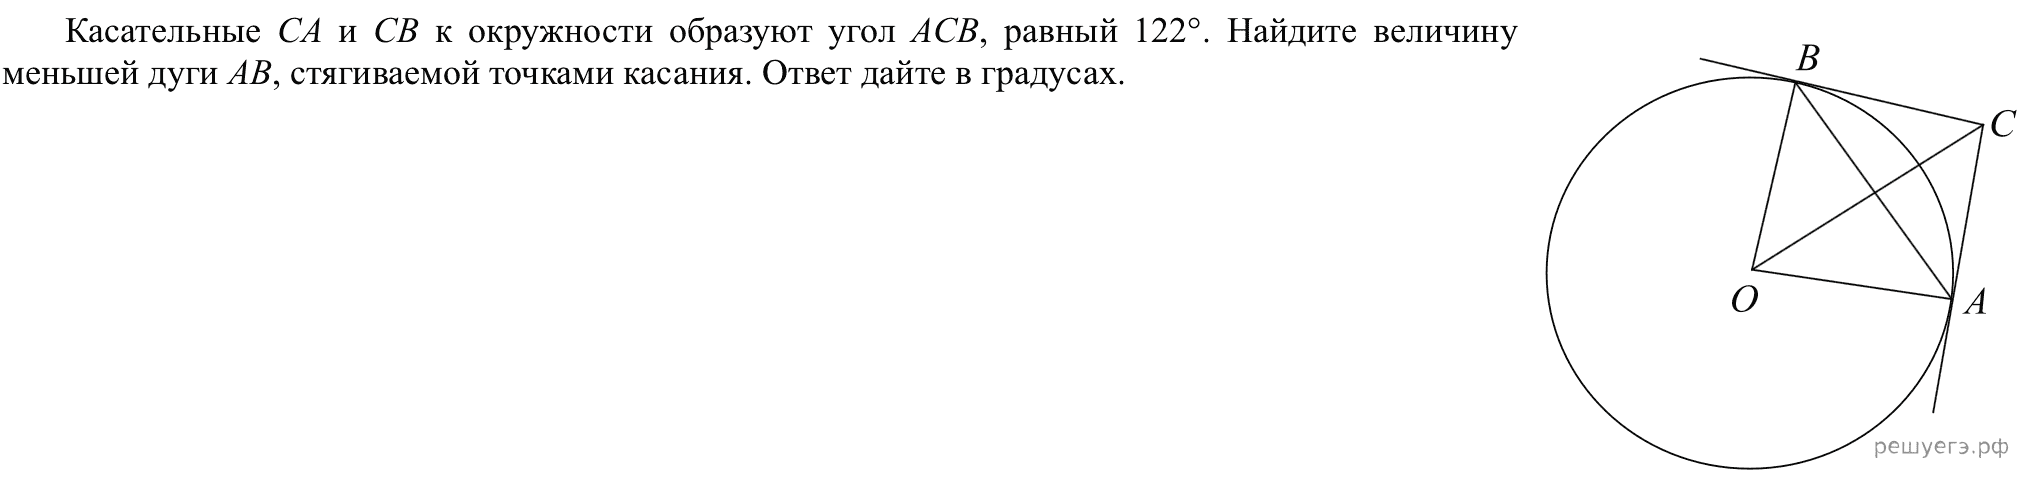 Касательные CA и CB к окружности образуют угол ACB, равный 122°. Найдите величину
меньшей дуги AB, стягиваемой точками касания. Ответ дайте в градусах.
B
C
O
A
решуегэ.рф